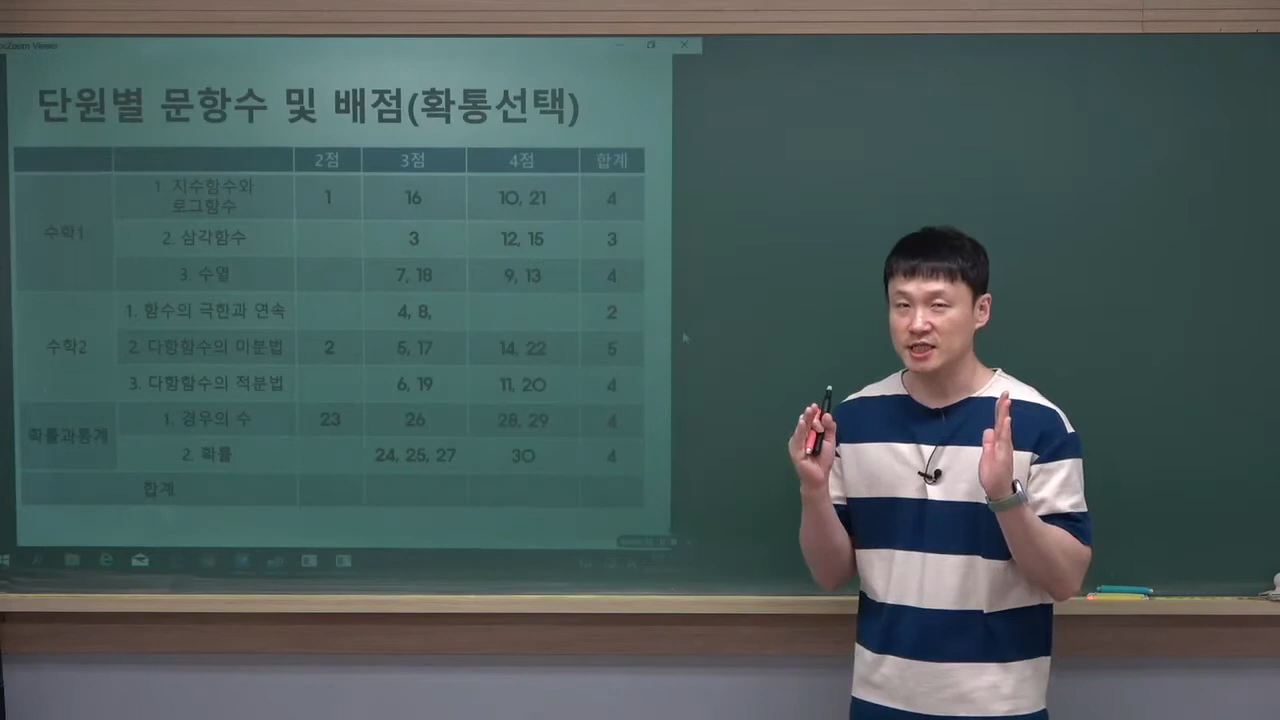 Zoom Viewer
단원별 문항수 및 배점(확통선택)
2점 3점 4점 합계
수학1 1. 지수함수와 로그함수 1 16 10, 21 4
2. 삼각함수 3 12, 15 3
3. 수열 7, 18 9, 13 4
수학2 1. 함수의 극한과 연속 4, 8, 2
2. 다항함수의 미분법 2 5, 17 14, 22 5
3. 다항함수의 적분법 6, 19 11, 20 4
확률과통계 1. 경우의 수 23 26 28, 29 4
2. 확률 24, 25, 27 30 4
합계